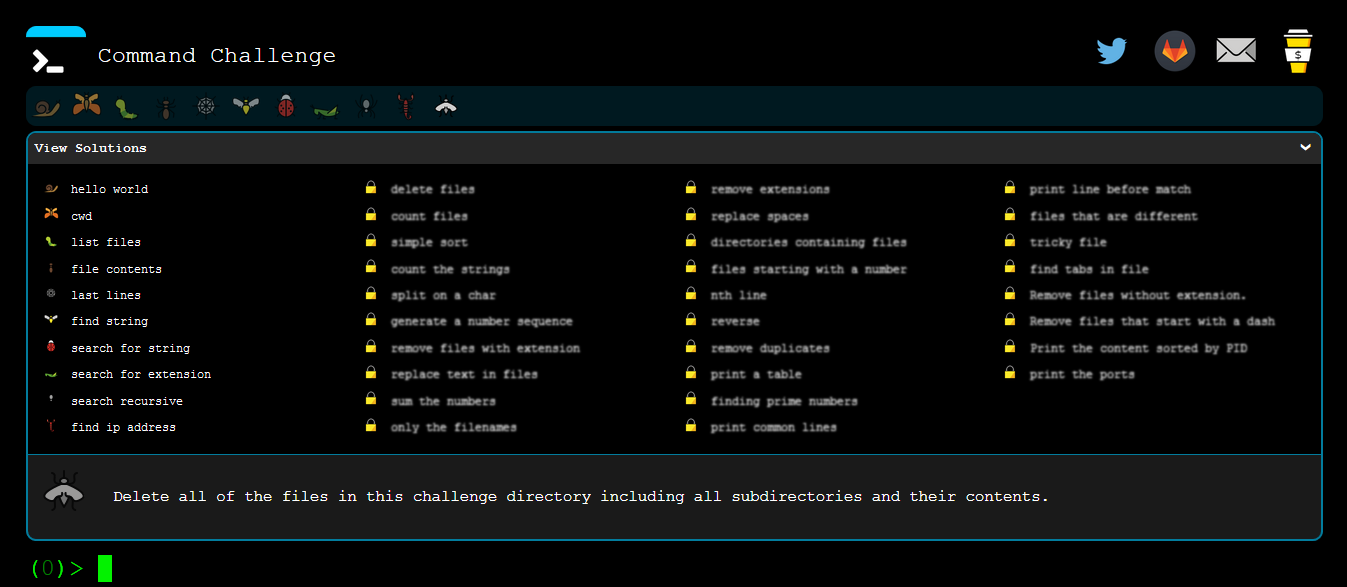 Command Challenge
$
View Solutions
hello world
cwd
list files
file contents
last lines
find string
search for string
search for extension
search recursive
find ip address
delete files
count files
simple sort
count the strings
split on a char
generate a number sequence
remove files with extension
replace text in files
sum the numbers
only the filenames
remove extensions
replace spaces
directories containing files
files starting with a number
nth line
reverse
remove duplicates
print a table
finding prime numbers
print common lines
print line before match
files that are different
tricky file
find tabs in file
Remove files without extension.
Remove files that start with a dash
Print the content sorted by PID
print the ports
Delete all of the files in this challenge directory including all subdirectories and their contents.
(0)>